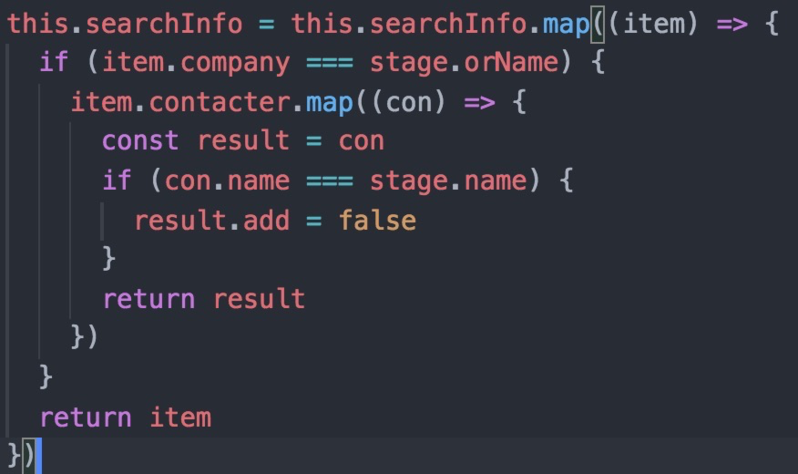 this.searchInfo = this.searchInfo.map((item) => {
  if (item.company === stage.orName) {
    item.contacter.map((con) => {
      const result = con
      if (con.name === stage.name) {
        result.add = false
      }
      return result
    })
  }
  return item
})